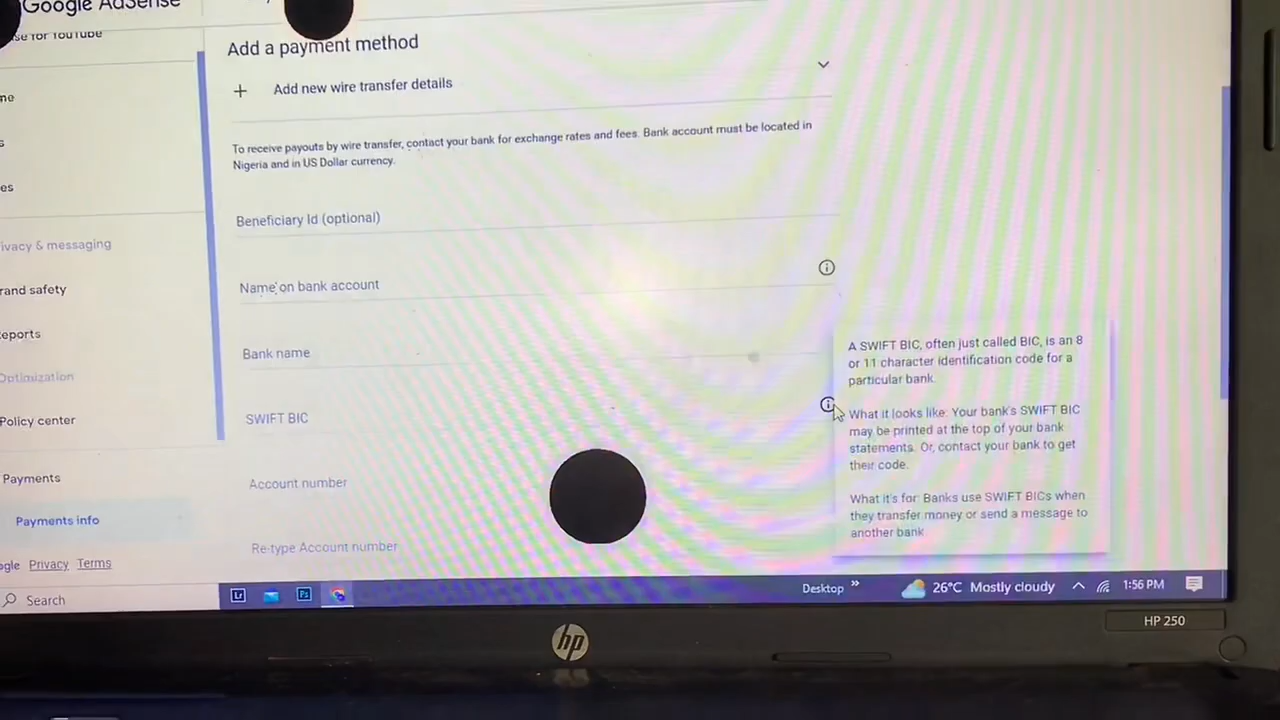 Google AdSense
se for YouTube
me
s
es
ivacy & messaging
rand safety
eports
Optimization
Policy center
Payments
Payments info
gle Privacy Terms
Add a payment method
+ Add new wire transfer details
To receive payouts by wire transfer, contact your bank for exchange rates and fees. Bank account must be located in
Nigeria and in US Dollar currency.
Beneficiary Id (optional)
Name on bank account
Bank name
SWIFT BIC
Account number
Re-type Account number
A SWIFT BIC, often just called BIC, is an 8
or 11 character identification code for a
particular bank.
What it looks like: Your bank's SWIFT BIC
may be printed at the top of your bank
statements. Or, contact your bank to get
their code.
What it's for: Banks use SWIFT BICs when
they transfer money or send a message to
another bank
Search
Lr
Ps
Desktop »
26°C Mostly cloudy
1:56 PM
HP 250
hp